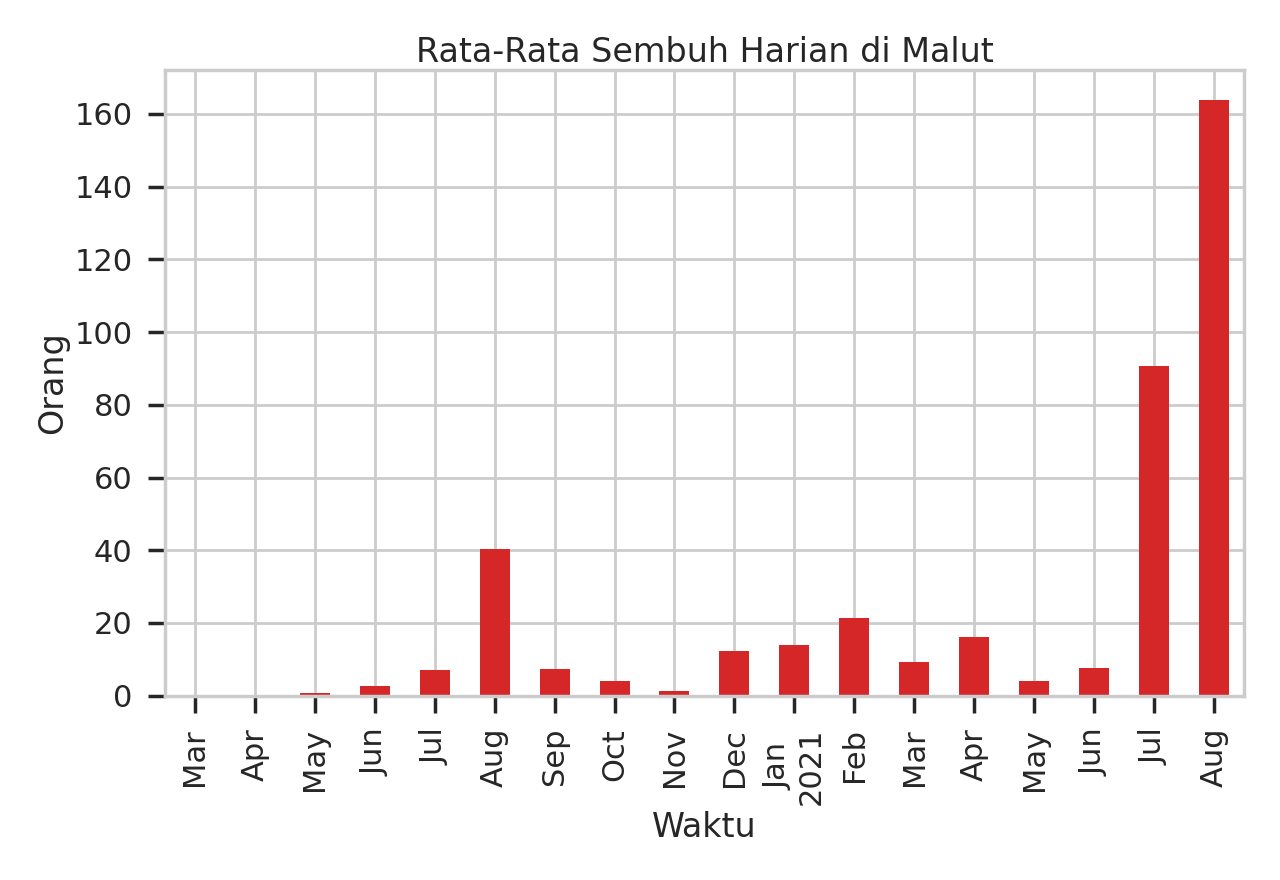 Rata-Rata Sembuh Harian di Malut
160
140
120
100
80
60
40
20
0
Orang
Mar
Apr
May
Jun
Jul
Aug
Sep
Oct
Nov
Dec
Jan
2021
Feb
Mar
Apr
May
Jun
Jul
Aug
Waktu